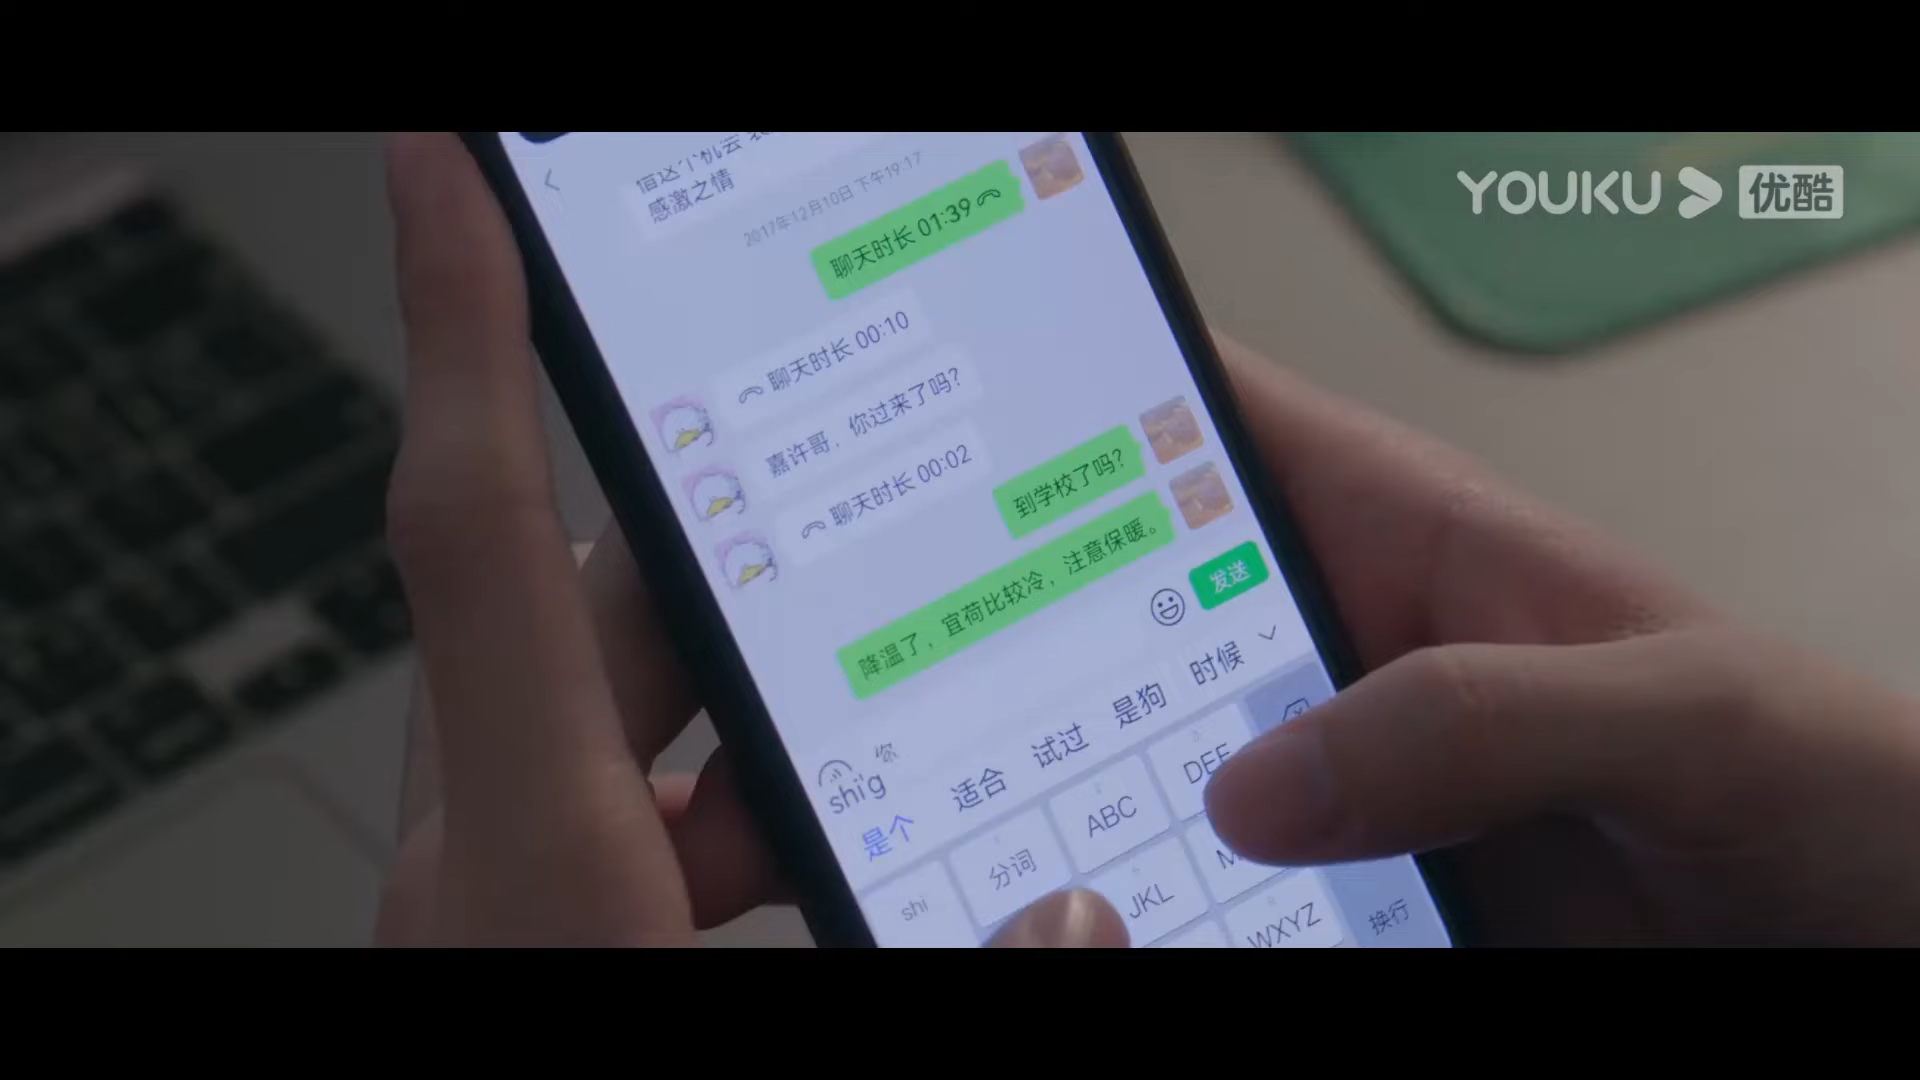 YOUKU 优酷
感激之情
2017年12月10日 下午19:17
聊天时长 01:39
聊天时长 00:10
嘉许哥，你过来了吗？
聊天时长 00:02
到学校了吗？
降温了，宜荷比较冷，注意保暖。
发送
你
shi'g
是个 适合 试过 是狗 时候
shi 分词 ABC DEF
JKL
WXYZ 换行